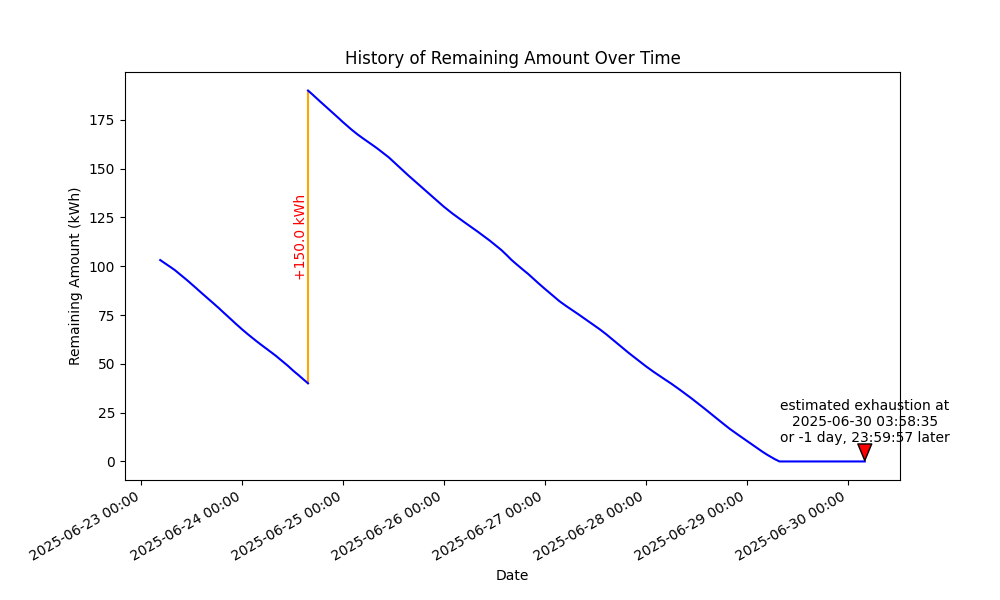 History of Remaining Amount Over Time
175
150
125
100
75
50
25
0
Remaining Amount (kWh)
+150.0 kWh
estimated exhaustion at
2025-06-30 03:58:35
or -1 day, 23:59:57 later
2025-06-23 00:00
2025-06-24 00:00
2025-06-25 00:00
2025-06-26 00:00
2025-06-27 00:00
2025-06-28 00:00
2025-06-29 00:00
2025-06-30 00:00
Date